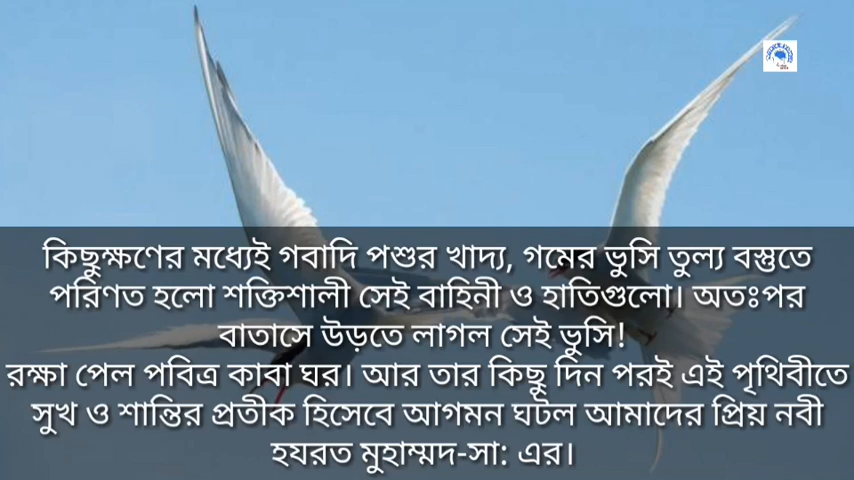 কিছুক্ষণের মধ্যেই গবাদি পশুর খাদ্য, গমের ভুসি তুল্য বস্তুতে
পরিণত হলো শক্তিশালী সেই বাহিনী ও হাতিগুলো। অতঃপর
বাতাসে উড়তে লাগল সেই ভুসি!
রক্ষা পেল পবিত্র কাবা ঘর। আর তার কিছু দিন পরই এই পৃথিবীতে
সুখ ও শান্তির প্রতীক হিসেবে আগমন ঘটল আমাদের প্রিয় নবী
হযরত মুহাম্মদ-সা: এর।